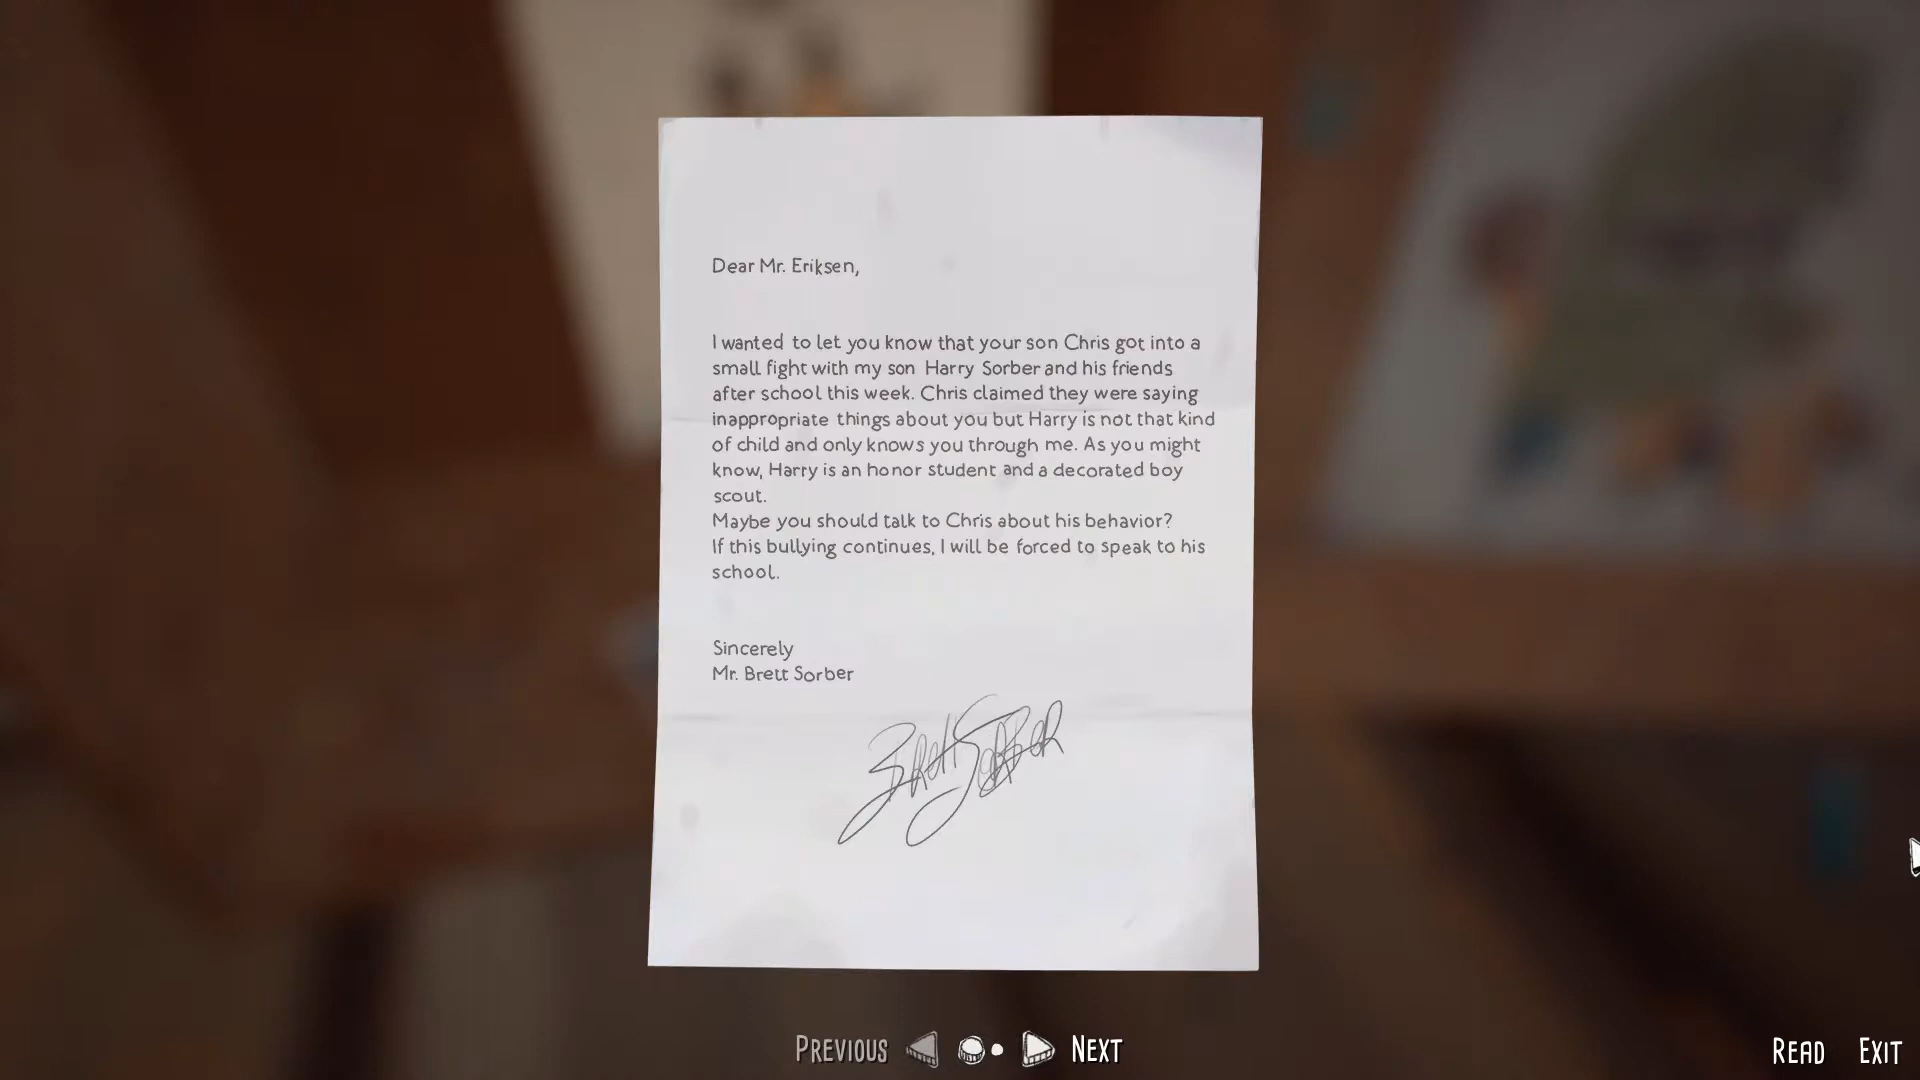 Dear Mr. Eriksen,
I wanted to let you know that your son Chris got into a
small fight with my son Harry Sorber and his friends
after school this week. Chris claimed they were saying
inappropriate things about you but Harry is not that kind
of child and only knows you through me. As you might
know, Harry is an honor student and a decorated boy
scout.
Maybe you should talk to Chris about his behavior?
If this bullying continues, I will be forced to speak to his
school.
Sincerely
Mr. Brett Sorber
Brett Sorber
PREVIOUS NEXT
READ EXIT